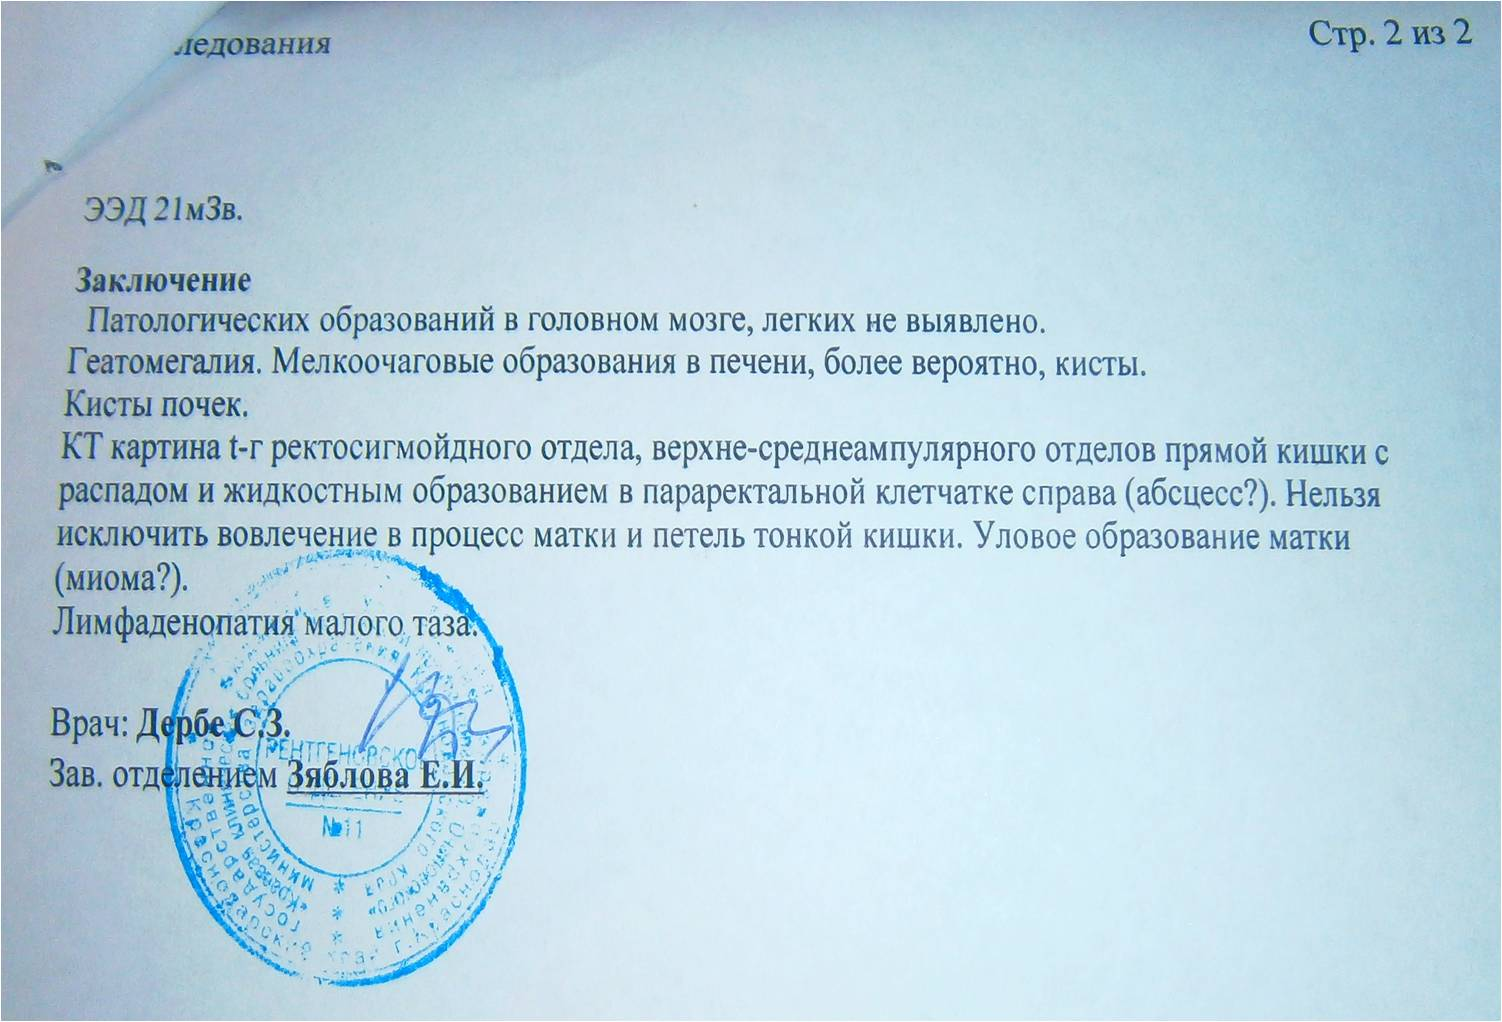 ледования
Стр. 2 из 2
ЭЭД 21мЗв.
Заключение
Патологических образований в головном мозге, легких не выявлено.
Геатомегалия. Мелкоочаговые образования в печени, более вероятно, кисты.
Кисты почек.
КТ картина t-г ректосигмойдного отдела, верхне-среднеампулярного отделов прямой кишки с
распадом и жидкостным образованием в параректальной клетчатке справа (абсцесс?). Нельзя
исключить вовлечение в процесс матки и петель тонкой кишки. Уловое образование матки
(миома?).
Лимфаденопатия малого таза.
Врач: Дербе С.З.
Зав. отделением Зяблова Е.И.
№11